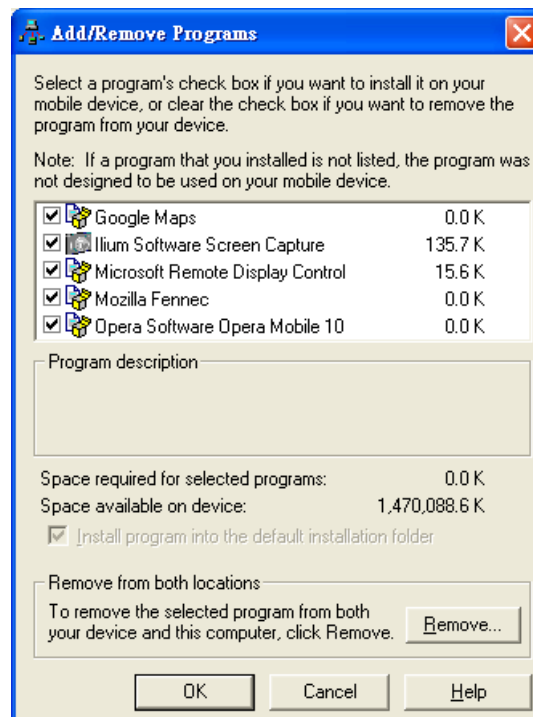 Add/Remove Programs
Select a program's check box if you want to install it on your
mobile device, or clear the check box if you want to remove the
program from your device.
Note: If a program that you installed is not listed, the program was
not designed to be used on your mobile device.
Google Maps 0.0 K
Ilium Software Screen Capture 135.7 K
Microsoft Remote Display Control 15.6 K
Mozilla Fennec 0.0 K
Opera Software Opera Mobile 10 0.0 K
Program description
Space required for selected programs: 0.0 K
Space available on device: 1,470,088.6 K
Install program into the default installation folder
Remove from both locations
To remove the selected program from both
your device and this computer, click Remove.
Remove...
OK Cancel Help